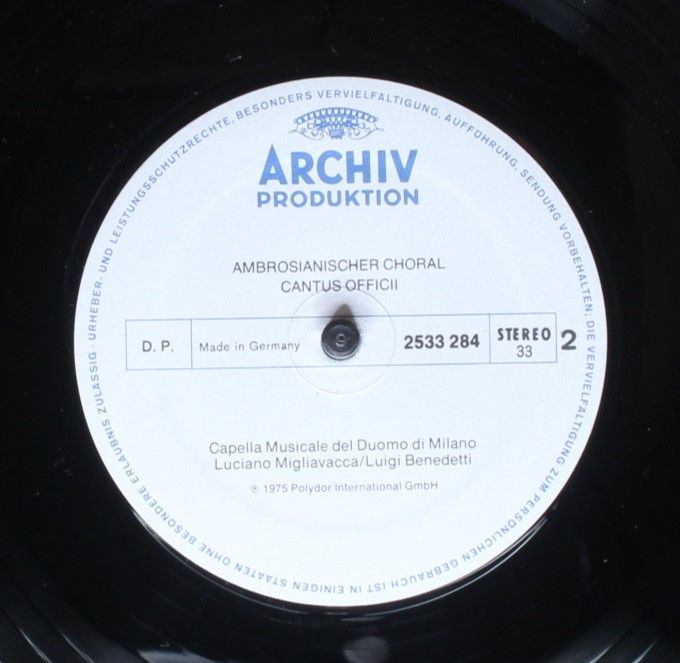 URHEBER- UND LEISTUNGSSCHUTZRECHTE, BESONDERS VERVIELFÄLTIGUNG, AUFFÜHRUNG, SENDUNG VORBEHALTEN; DIE VERVIELFÄLTIGUNG ZUM PERSÖNLICHEN GEBRAUCH IST IN EINIGEN STAATEN OHNE BESONDERE ERLAUBNIS ZULÄSSIG ·
ARCHIV
PRODUKTION
AMBROSIANISCHER CHORAL
CANTUS OFFICII
D. P. Made in Germany 2533 284 STEREO 33 2
Capella Musicale del Duomo di Milano
Luciano Migliavacca/Luigi Benedetti
℗ 1975 Polydor International GmbH